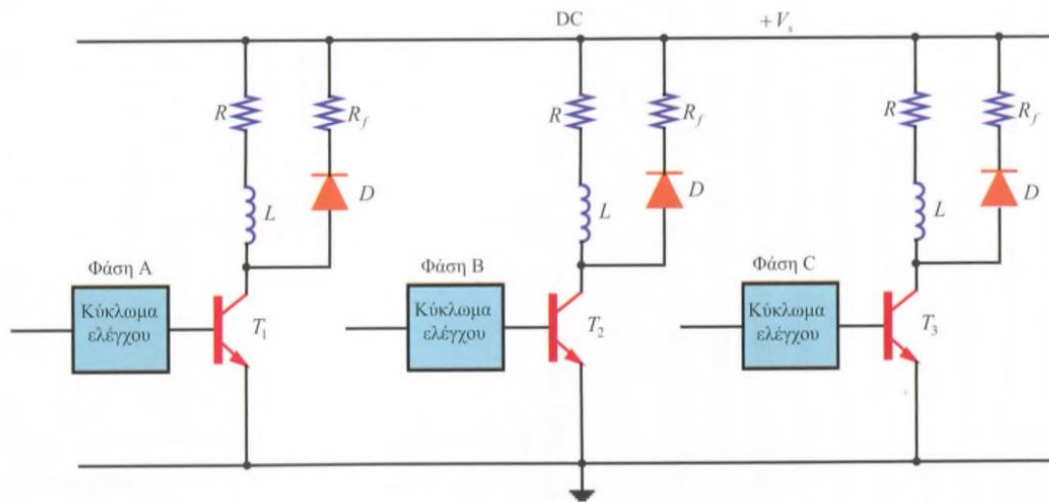 DC
+V_s
R
R_f
R
R_f
R
R_f
D
D
D
L
L
L
Φάση A
Φάση B
Φάση C
Κύκλωμα
ελέγχου
T_1
Κύκλωμα
ελέγχου
T_2
Κύκλωμα
ελέγχου
T_3